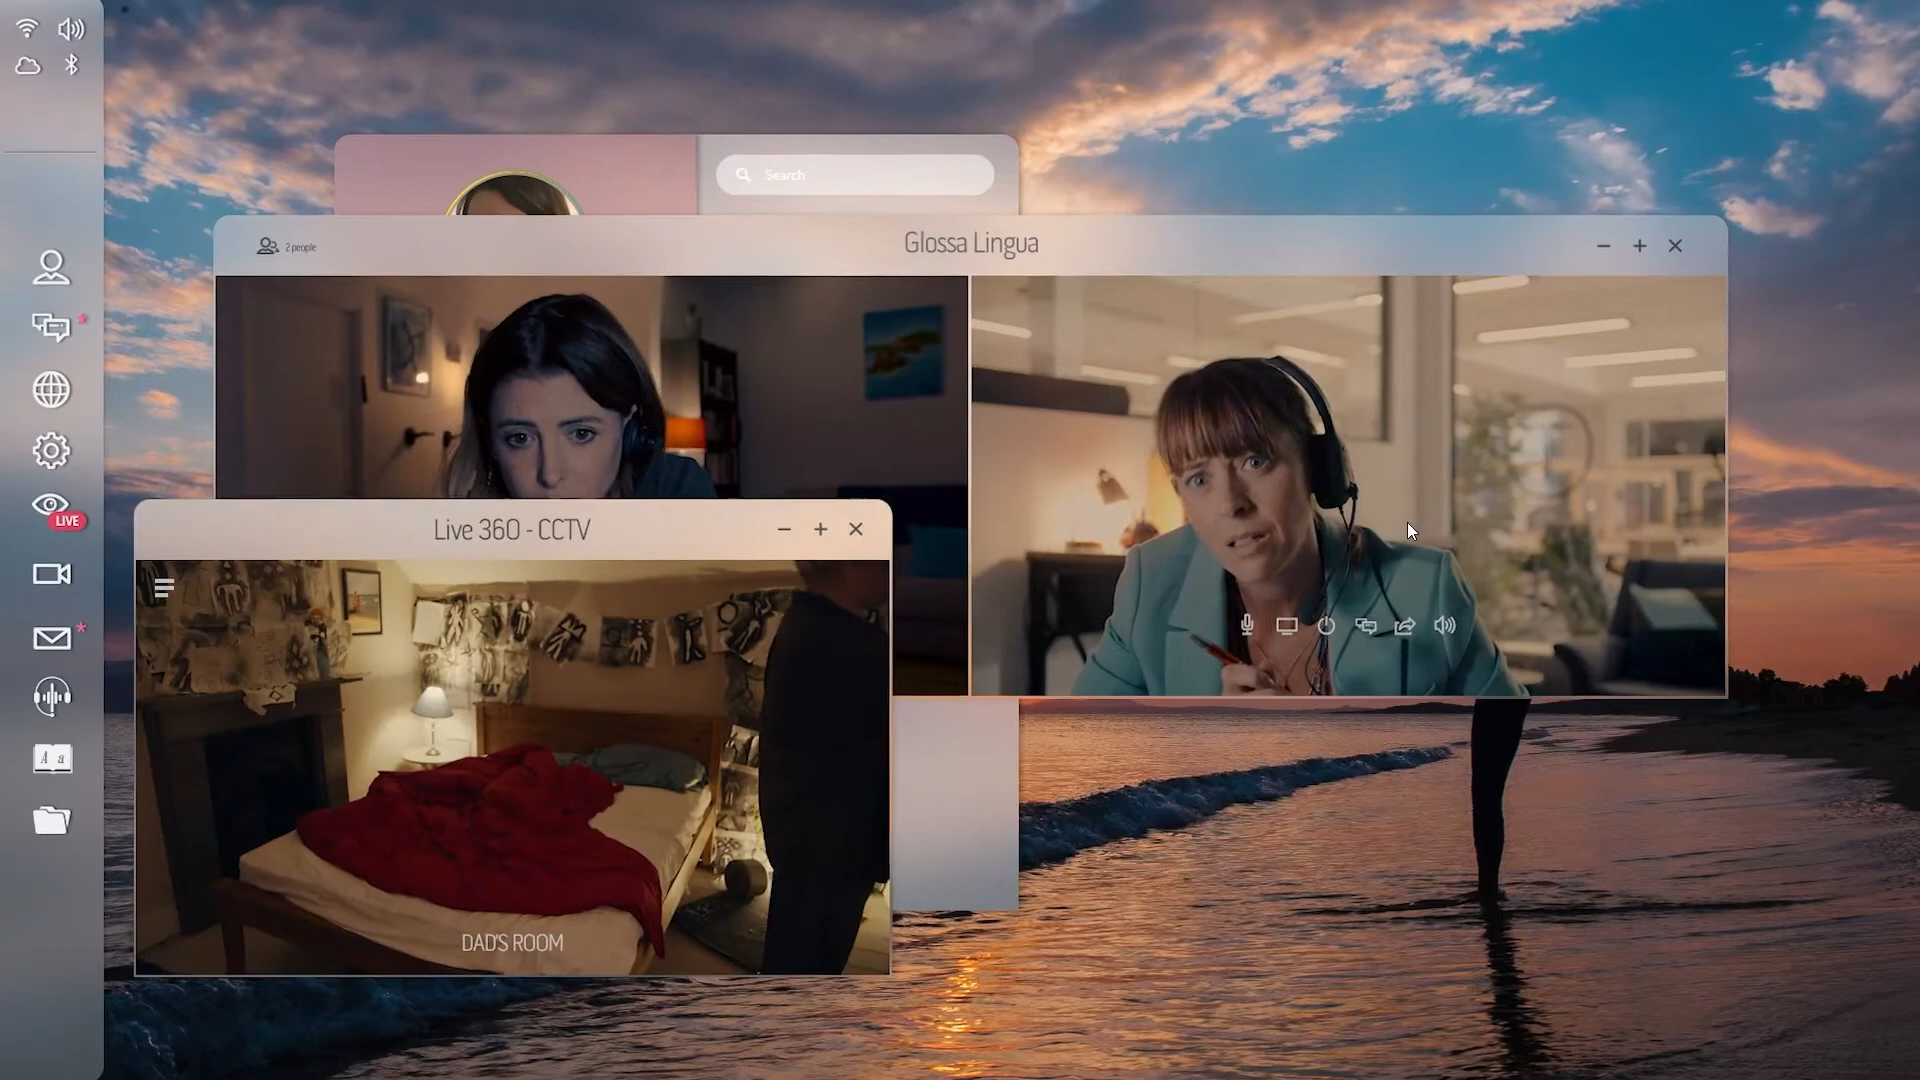 Search
2 people
Glossa Lingua
LIVE
Live 360 - CCTV
A a
DAD'S ROOM